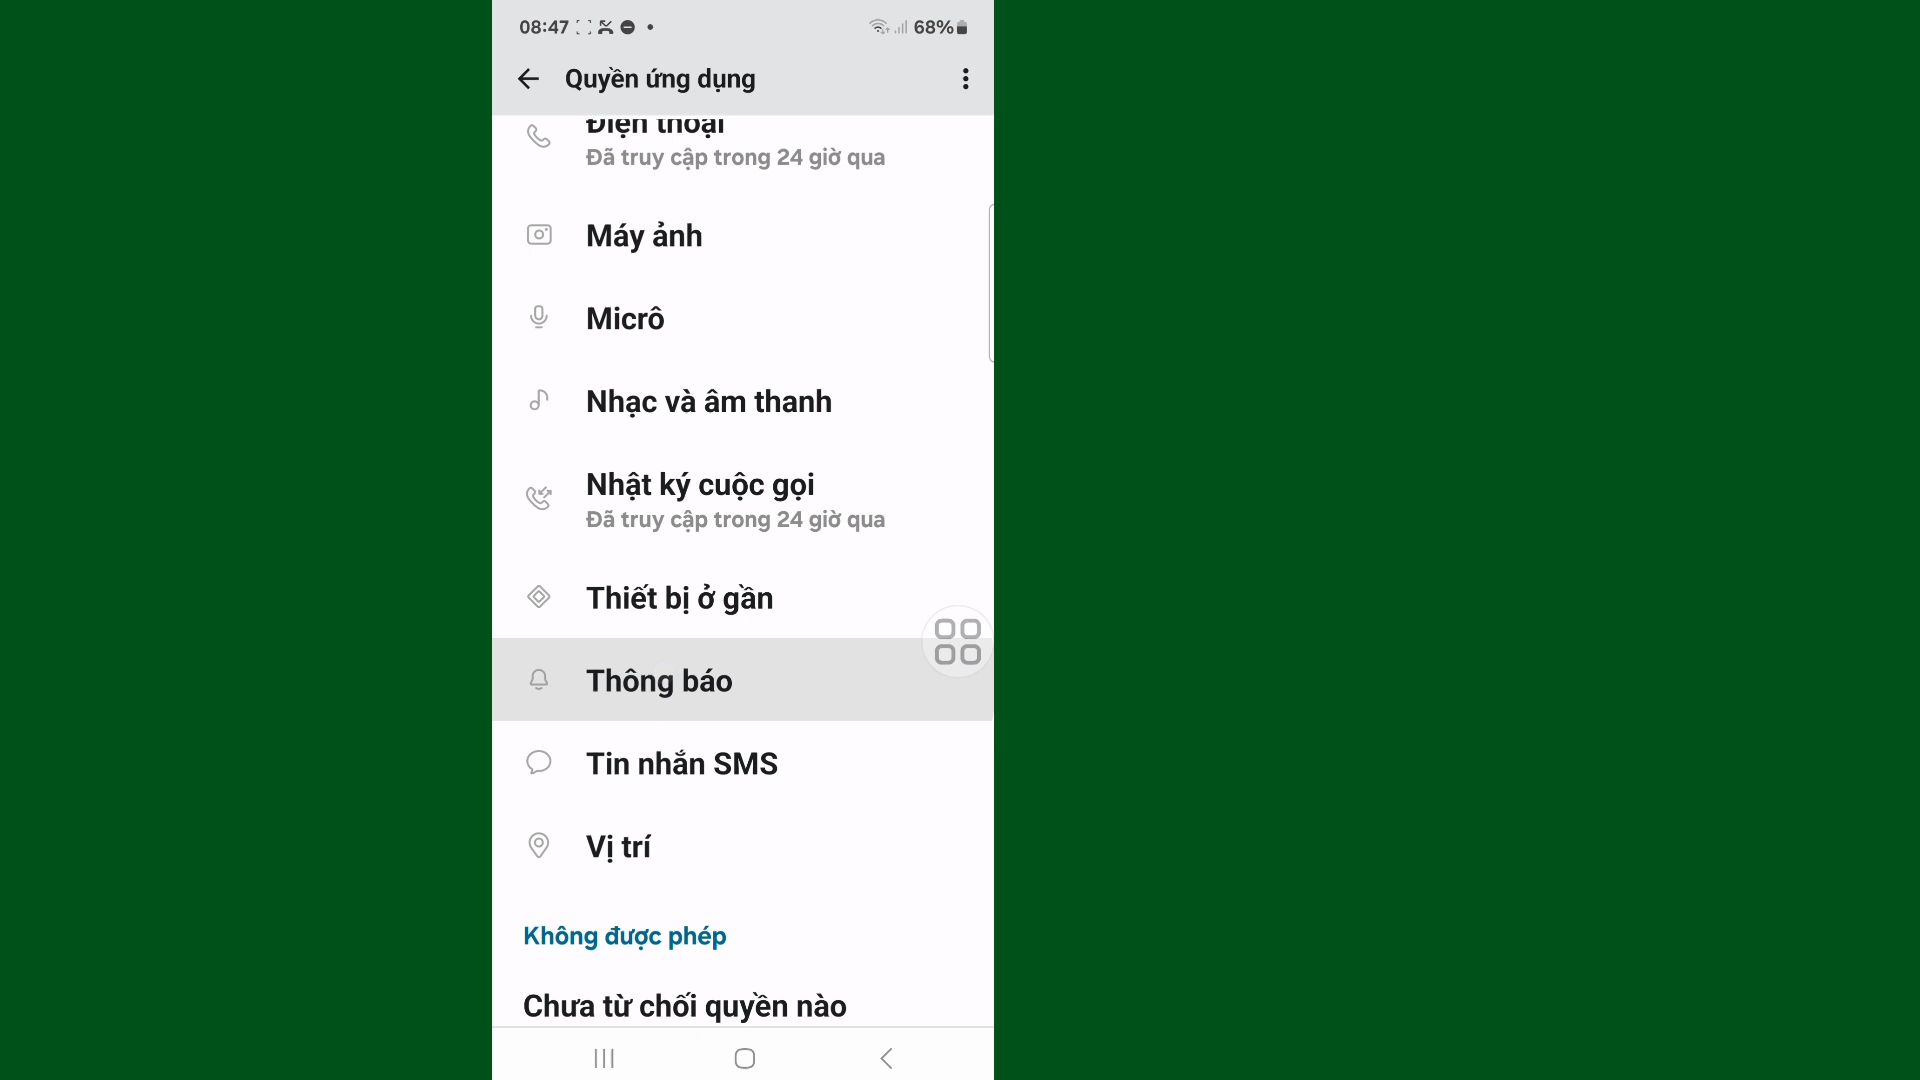 08:47
68%
Quyền ứng dụng
Điện thoại
Đã truy cập trong 24 giờ qua
Máy ảnh
Micrô
Nhạc và âm thanh
Nhật ký cuộc gọi
Đã truy cập trong 24 giờ qua
Thiết bị ở gần
Thông báo
Tin nhắn SMS
Vị trí
Không được phép
Chưa từ chối quyền nào